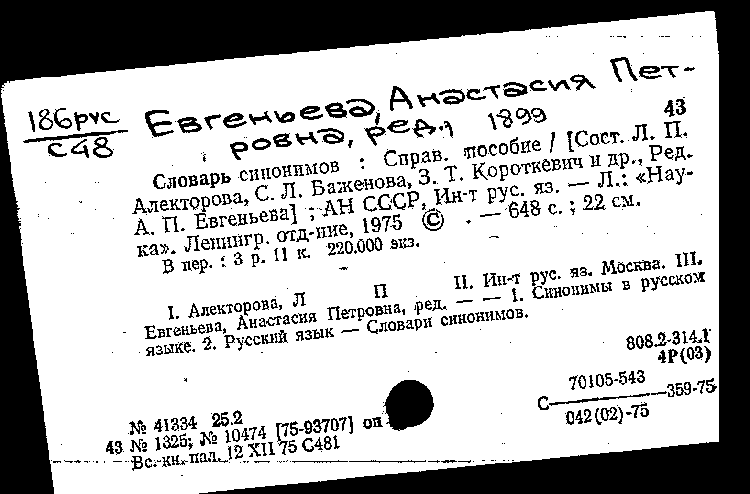 186рус
С48
Евгеньева, Анастасия Пет-
ровна, ред., 1899
43
Словарь синонимов : Справ. пособие / [Сост. Л. П.
Алекторова, С. Л. Баженова, З. Т. Короткевич и др., Ред.
А. П. Евгеньева] ; АН СССР, Ин-т рус. яз. — Л.: «Нау-
ка». Ленингр. отд-ние, 1975 © . — 648 с. ; 22 см.
В пер. : 3 р. 11 к. 220.000 экз.
I. Алекторова, Л П II. Ин-т рус. яз. Москва. III.
Евгеньева, Анастасия Петровна, ред. — — 1. Синонимы в русском
языке. 2. Русский язык — Словари синонимов.
808.2-314.1
4Р(03)
70105-543
С 359-75
042(02)-75
№ 41334 25.2
43 № 1325; № 10474 [75-93707] оп
Вс. кн. пал. 12 XII 75 С481